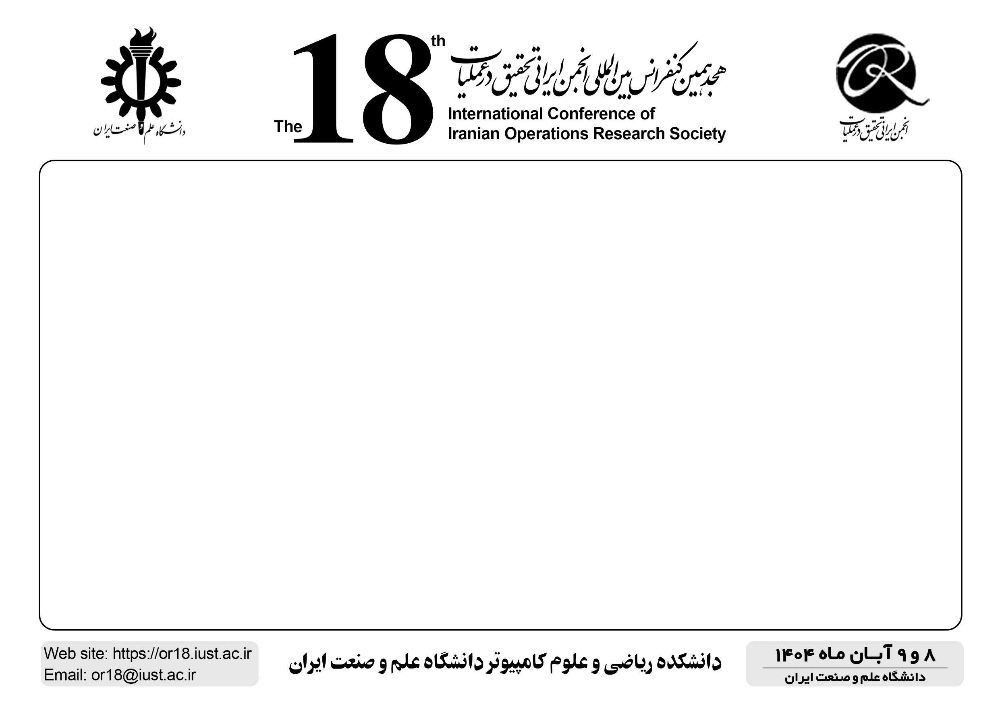 دانشگاه علم و صنعت ایران
The 18th
هجدهمین کنفرانس بین‌المللی انجمن ایرانی تحقیق در عملیات
International Conference of
Iranian Operations Research Society
انجمن ایرانی تحقیق در عملیات
Web site: https://or18.iust.ac.ir
Email: or18@iust.ac.ir
دانشکده ریاضی و علوم کامپیوتر دانشگاه علم و صنعت ایران
۸ و ۹ آبـان ماه ۱۴۰۴
دانشگاه علم و صنعت ایران